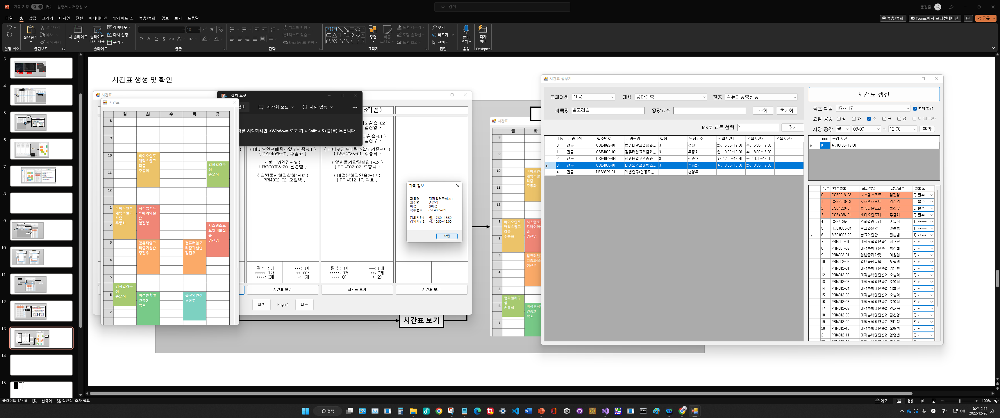 자동 저장
컴
설명서 • 저장됨
검색
문정훈
파일 홈 삽입 그리기 디자인 전환 애니메이션 슬라이드 쇼 녹음/녹화 검토 보기 도움말
녹음/녹화
Teams에서 프레젠테이션
공유
실행 취소
붙여넣기
잘라내기
복사
서식 복사
클립보드
새 슬라이드
슬라이드 다시 사용
레이아웃
다시 설정
구역
슬라이드
18
글꼴
텍스트 방향
텍스트 맞춤
SmartArt로 변환
단락
정렬
빠른 스타일
도형 채우기
도형 윤곽선
도형 효과
그리기
찾기
바꾸기
선택
편집
받아쓰기
음성
디자이너
Designer
3
4
5
6
7
8
9
10
11
12
13
14
15
시간표 생성 및 확인
시간표
캡처 도구
캡처
사각형 모드
지연 없음
처를 시작하려면 <Windows 로고 키 + Shift + S>을(를) 누릅니다.
시간표
월 화 수 목 금
8
9
10
11
12
1
2
3
4
5
6
7
바이오인포매틱스알고리즘
주종화
컴파일러구성
손윤식
바이오인포매틱스알고리즘
주종화
시스템소프트웨어와실습
엄진영
시스템소프트웨어와실습
엄진영
컴퓨터알고리즘과실습
정진우
컴퓨터알고리즘과실습
정진우
컴파일러구성
손윤식
미적분학및연습2
박호
불교와인간
권순범
6학점)
와실습-02 }
엄진영 }
과실습-01 }
정진우 }
{ 바이오인포매틱스알고리즘-01 }
{ CSE4086-01, 주종화 }
{ 불교와인간-29 }
{ RGC0003-29, 권순범 }
{ 일반물리학및실험1-02 }
{ PRI4002-02, 오형택 }
{ 바이오인포매틱스알고리즘-01 }
{ CSE4086-01, 주종화 }
{ 일반물리학및실험1-02 }
{ PRI4002-02, 오형택 }
{ 미적분학및연습2-17 }
{ PRI4012-17, 박호 }
필수: 3개
*****: 1개
****: 0개
***: 0개
**: 0개
*: 1개
필수: 3개
*****: 0개
****: 0개
***: 0개
**: 0개
*: 2개
시간표 보기
시간표 보기
시간표 보기
이전
Page 1
다음
시간표 보기
과목 정보
과목명 컴파일러구성-01
교수명 손윤식
학점 3학점
학수번호 CSE4035-01
강의시간1 월, 17:30~18:50
강의시간2 금, 10:30~12:00
확인
시간표
월 화
8
9
10
11
12
1
2
3
4
5
6
7
바이오인포
매틱스알고
리즘
주종화
바이오인포
매틱스알고
리즘
주종화
시스템소
트웨어와
습
엄진영
컴퓨터알
리즘과실
정진우
컴파일러구
성
손윤식
미적분학
연습2
박호
시간표 생성기
교과과정 전공
대학 공과대학
전공 컴퓨터공학전공
과목명 알고리즘
담당교수
조회
초기화
Idx로 과목 선택 3
추가
Idx 교과과정 학수번호 교과목명 학점 담당교수 강의시간1 강의시간2 강의시간3
0 전공 CSE4029-01 컴퓨터알고리즘과... 3 정진우 화, 15:00~17:00 목, 15:00~17:00
1 전공 CSE4029-02 컴퓨터알고리즘과... 3 주종화 월, 10:00~12:00 수, 13:00~15:00
2 전공 CSE4029-03 컴퓨터알고리즘과... 3 정준호 화, 17:00~18:50 목, 10:00~12:00
3 전공 CSE4086-01 바이오인포매틱스... 3 주종화 월, 13:00~15:00 화, 10:00~12:00
4 전공 DES3509-01 개별연구(인공지... 1 손영두
시간표 생성
목표 학점 15 ~ 17
범위 학점
요일 공강 월 화 수 목 금 토 (미구현)
시간 공강 월 08:00 ~ 12:00 추가
num 공강 시간
0 월, 08:00~12:00
num 학수번호 교과목명 담당교수 선호도
0 CSE2013-02 시스템소프트... 엄진영 0) 필수
1 CSE2013-03 시스템소프트... 엄진영 0) 필수
2 CSE4029-01 컴퓨터알고리... 정진우 0) 필수
3 CSE4086-01 바이오인포매... 주종화 0) 필수
4 CSE4035-01 컴파일러구성 손윤식 1) *****
5 RGC0003-04 불교와인간 권순범 1) *****
6 RGC0003-29 불교와인간 권순범 1) *****
7 PRI4001-01 미적분학및연습1 심호진 5) *
8 PRI4001-02 미적분학및연습1 박장희 5) *
9 PRI4002-01 일반물리학및... 이원철 5) *
10 PRI4002-02 일반물리학및... 오형택 5) *
11 PRI4012-01 미적분학및연습2 임영빈 5) *
12 PRI4012-02 미적분학및연습2 오승익 5) *
13 PRI4012-03 미적분학및연습2 조영덕 5) *
14 PRI4012-04 미적분학및연습2 심호진 5) *
15 PRI4012-05 미적분학및연습2 오승익 5) *
16 PRI4012-06 미적분학및연습2 조영덕 5) *
17 PRI4012-07 미적분학및연습2 안재욱 5) *
18 PRI4012-08 미적분학및연습2 김선영 5) *
19 PRI4012-09 미적분학및연습2 연미정 5) *
20 PRI4012-10 미적분학및연습2 오형석 5) *
21 PRI4012-11 미적분학및연습2 임영빈 5) *
슬라이드 13/18
한국어
접근성: 조사 필요
메모
100%
검색
한
오전 2:54
2022-12-26